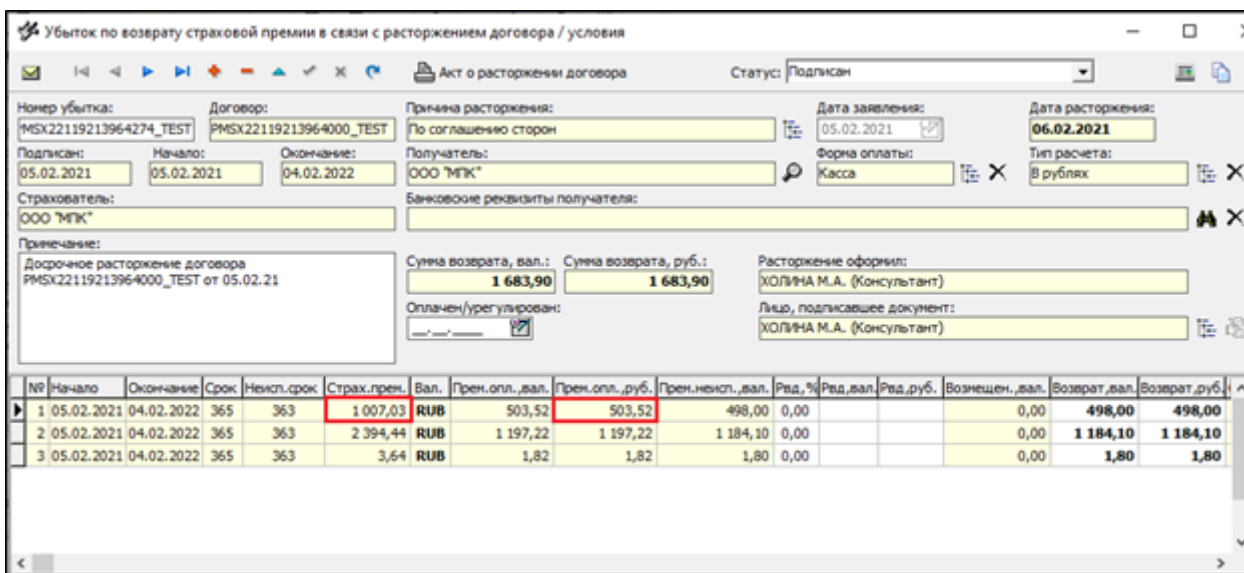 Убыток по возврату страховой премии в связи с расторжением договора / условия
Акт о расторжении договора Статус: Подписан
Номер убытка: Договор: Причина расторжения: Дата заявления: Дата расторжения:
MSX22119213964274_TEST PMSX22119213964000_TEST По соглашению сторон 05.02.2021 06.02.2021
Подписан: Начало: Окончание: Получатель: Форма оплаты: Тип расчета:
05.02.2021 05.02.2021 04.02.2022 ООО "МПК" Касса В рублях
Страхователь: Банковские реквизиты получателя:
ООО "МПК"
Примечание:
Досрочное расторжение договора
PMSX22119213964000_TEST от 05.02.21
Сумма возврата, вал.: Сумма возврата, руб.: Расторжение оформил:
1 683,90 1 683,90 ХОЛИНА М.А. (Консультант)
Оплачен/урегулирован: Лицо, подписавшее документ:
__.__.____ ХОЛИНА М.А. (Консультант)
№ Начало Окончание Срок Неисп.срок Страх.прем. Вал. Прем.опл.,вал. Прем.опл.,руб. Прем.неисп.,вал. Рвд,% Рвд,вал. Рвд,руб. Возмещен.,вал. Возврат,вал. Возврат,руб.
1 05.02.2021 04.02.2022 365 363 1 007,03 RUB 503,52 503,52 498,00 0,00 0,00 498,00 498,00
2 05.02.2021 04.02.2022 365 363 2 394,44 RUB 1 197,22 1 197,22 1 184,10 0,00 0,00 1 184,10 1 184,10
3 05.02.2021 04.02.2022 365 363 3,64 RUB 1,82 1,82 1,80 0,00 0,00 1,80 1,80